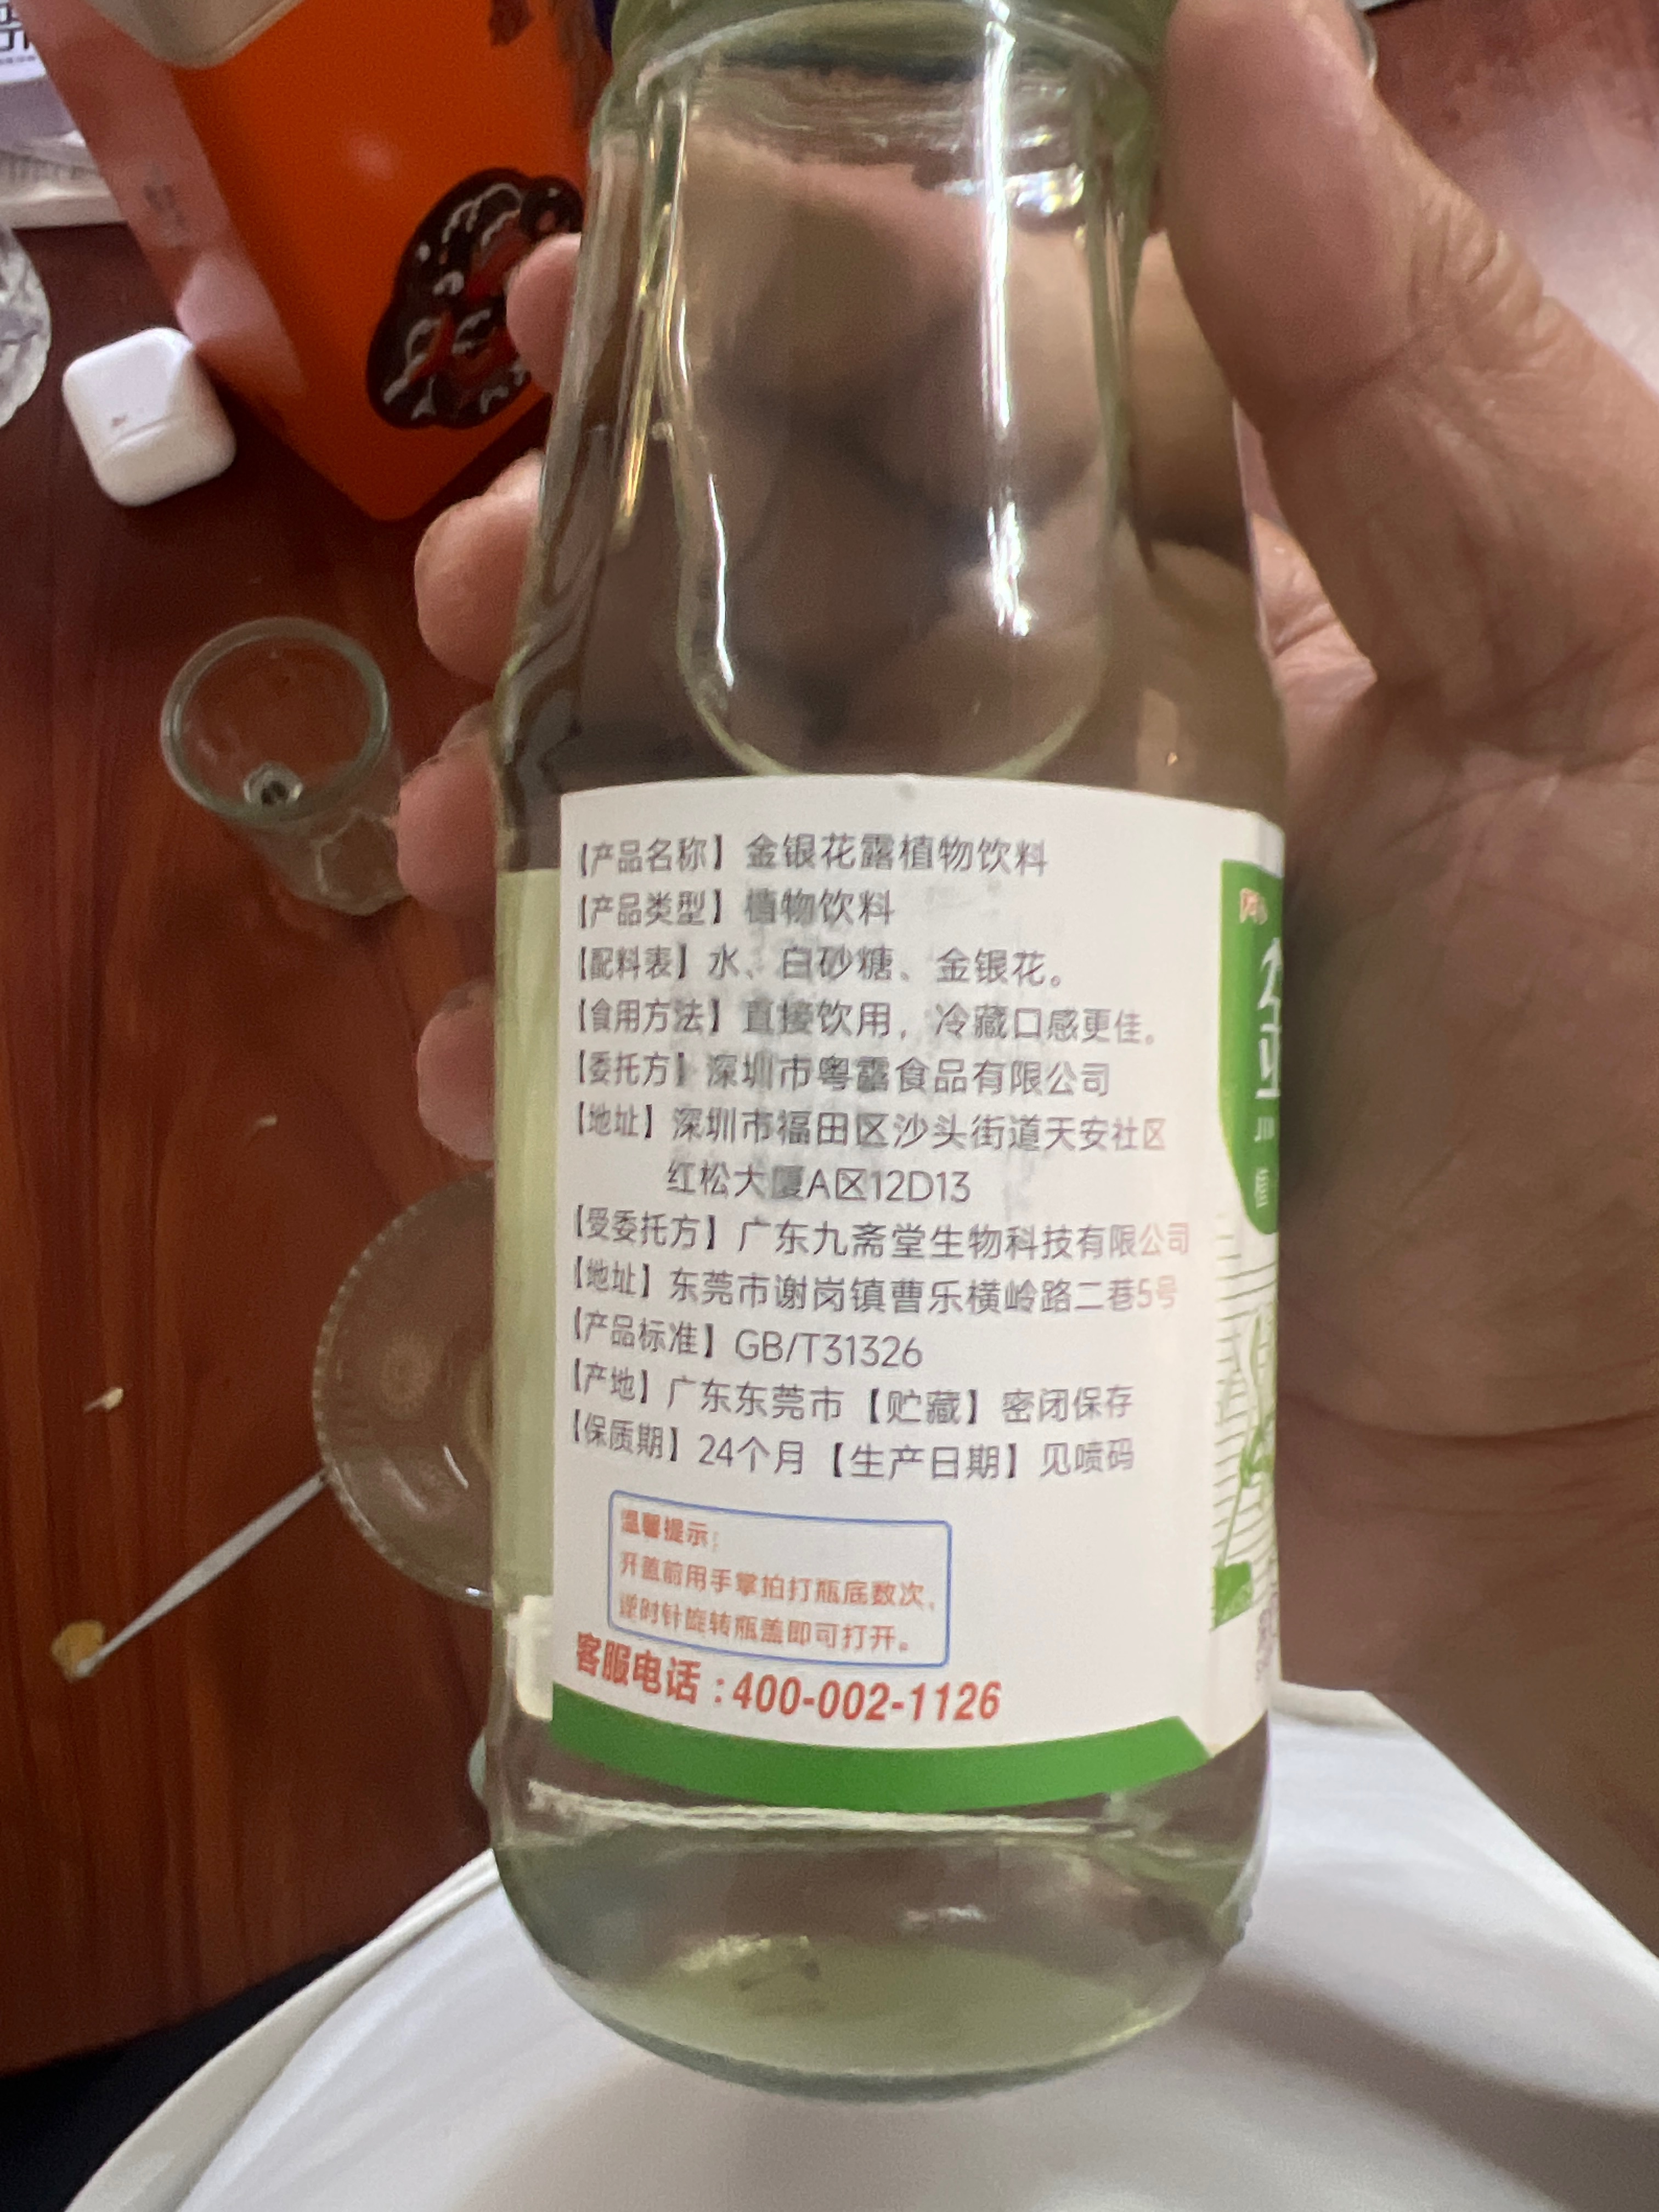 【产品名称】金银花露植物饮料
【产品类型】植物饮料
【配料表】水、白砂糖、金银花。
【食用方法】直接饮用，冷藏口感更佳。
【委托方】深圳市粤露食品有限公司
【地址】深圳市福田区沙头街道天安社区
红松大厦A区12D13
【受委托方】广东九斋堂生物科技有限公司
【地址】东莞市谢岗镇曹乐横岭路二巷5号
【产品标准】GB/T31326
【产地】广东东莞市【贮藏】密闭保存
【保质期】24个月【生产日期】见喷码
温馨提示：
开盖前用手掌拍打瓶底数次，
逆时针旋转瓶盖即可打开。
客服电话：400-002-1126